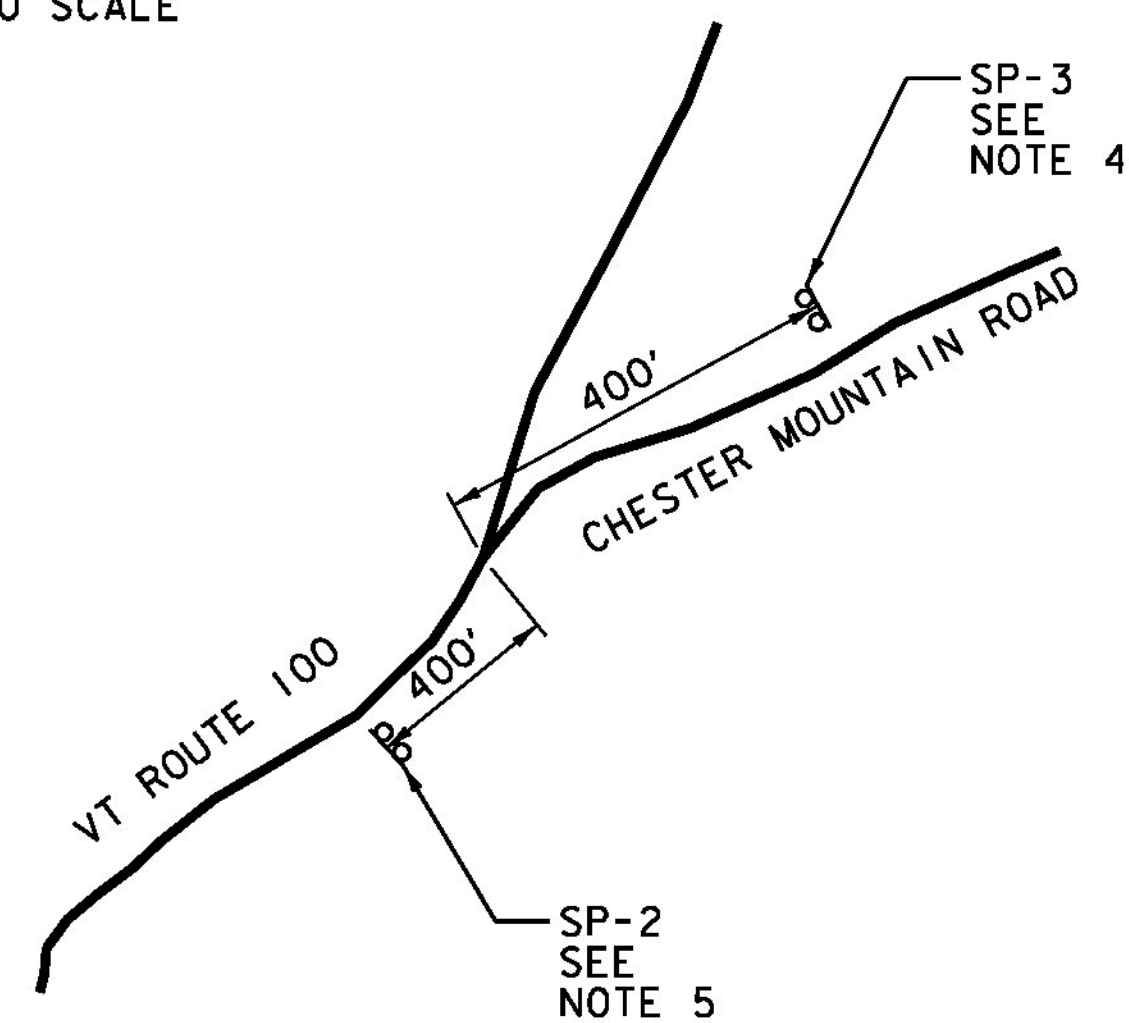 SCALE
SP-3
SEE
NOTE 4
400'
CHESTER MOUNTAIN ROAD
400'
VT ROUTE 100
SP-2
SEE
NOTE 5